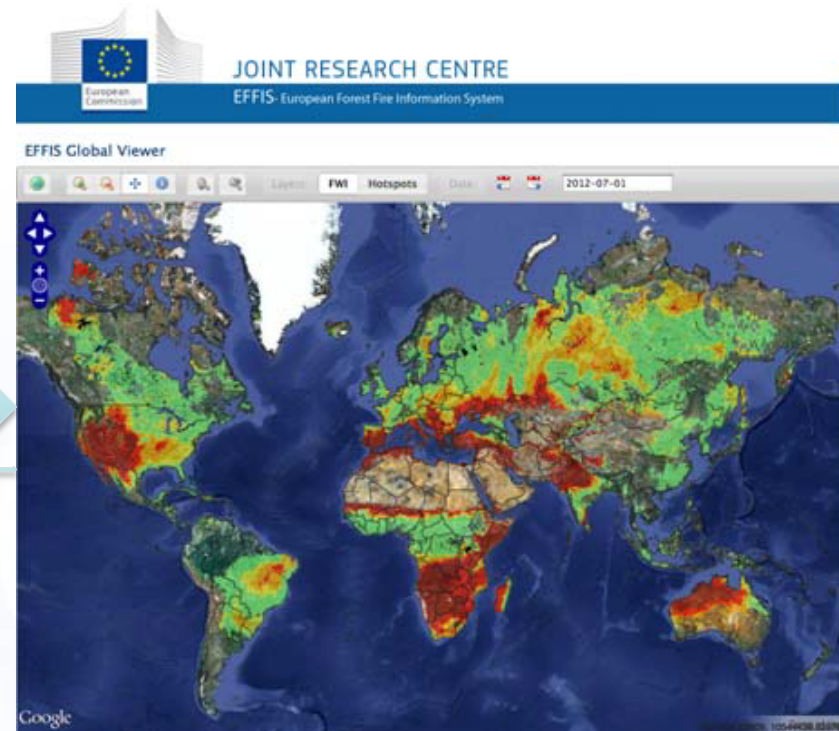 European
Commission
JOINT RESEARCH CENTRE
EFFIS- European Forest Fire Information System
EFFIS Global Viewer
Layers: FWI Hotspots Date: 2012-07-01
Google